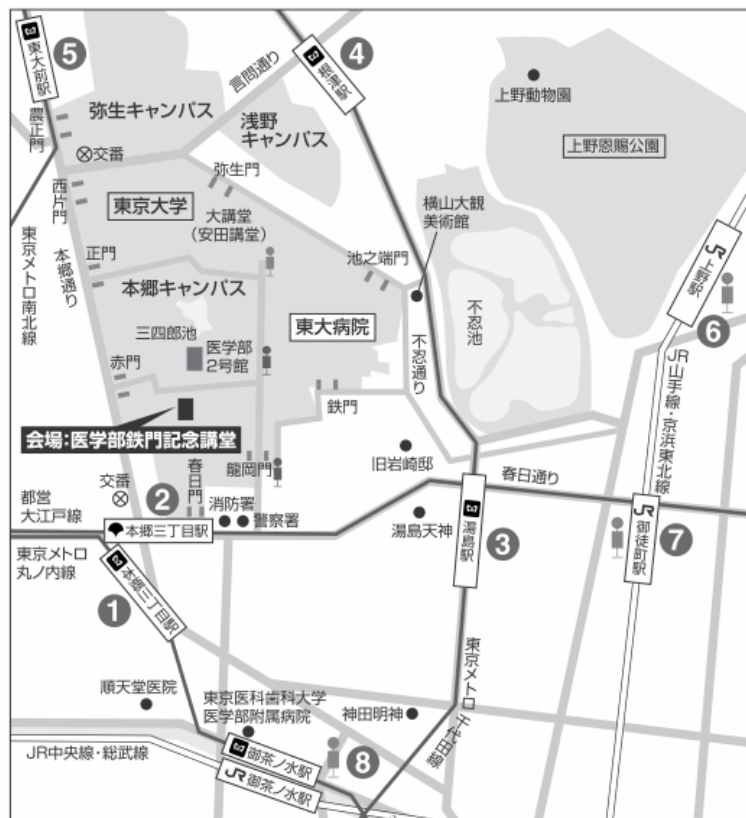 東大前駅
5
農正門
弥生キャンパス
交番
言問通り
根津駅
4
浅野
キャンパス
上野動物園
上野恩賜公園
西片門
東京大学
弥生門
大講堂
(安田講堂)
横山大観
美術館
池之端門
JR 上野駅
6
正門
本郷通り
東京メトロ南北線
本郷キャンパス
三四郎池
医学部
2号館
東大病院
不忍池
不忍通り
JR山手線・京浜東北線
赤門
鉄門
会場:医学部鉄門記念講堂
旧岩崎邸
龍岡門
春日門
春日通り
交番
都営
大江戸線
2
消防署
警察署
本郷三丁目駅
湯島天神
湯島駅
3
JR 御徒町駅
7
東京メトロ
丸ノ内線
本郷三丁目駅
1
東京メトロ 千代田線
順天堂医院
東京医科歯科大学
医学部附属病院
神田明神
JR中央線・総武線
御茶ノ水駅
8
JR 御茶ノ水駅